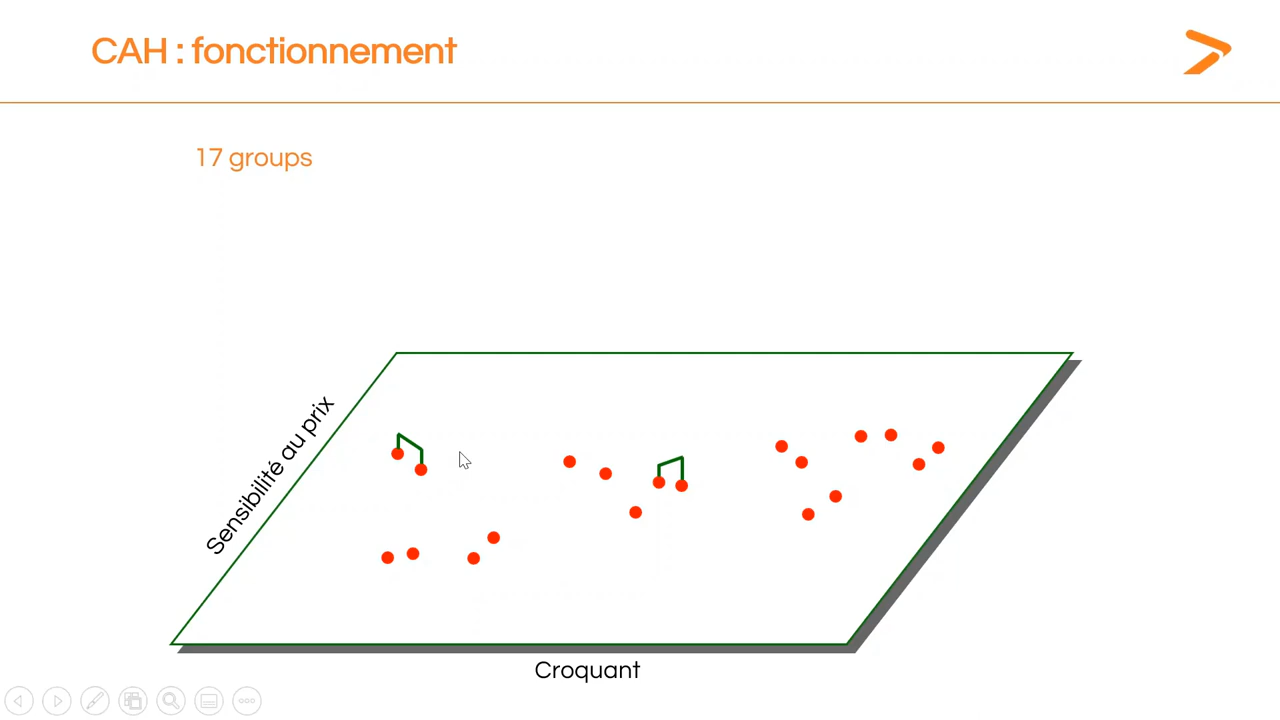 CAH : fonctionnement
17 groups
Sensibilité au prix
Croquant